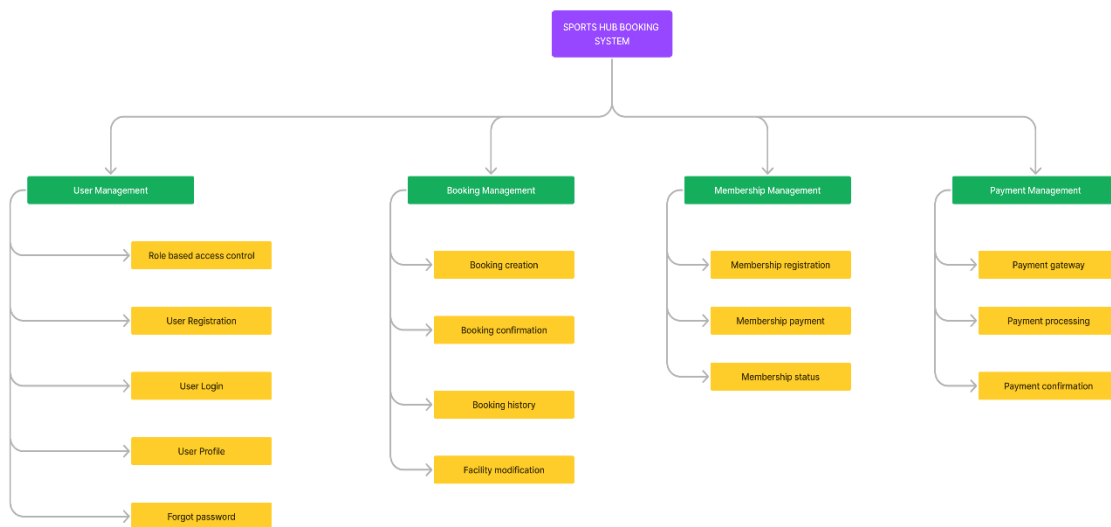 SPORTS HUB BOOKING
SYSTEM
User Management
Booking Management
Membership Management
Payment Management
Role based access control
User Registration
User Login
User Profile
Forgot password
Booking creation
Booking confirmation
Booking history
Facility modification
Membership registration
Membership payment
Membership status
Payment gateway
Payment processing
Payment confirmation